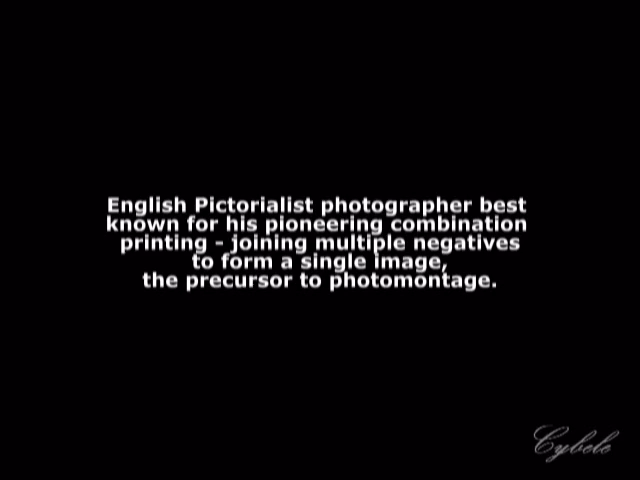 English Pictorialist photographer best
known for his pioneering combination
printing - joining multiple negatives
to form a single image,
the precursor to photomontage.
Cybele